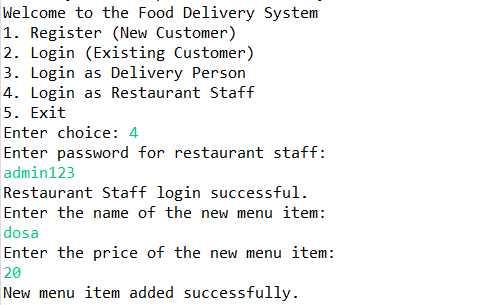 Welcome to the Food Delivery System
1. Register (New Customer)
2. Login (Existing Customer)
3. Login as Delivery Person
4. Login as Restaurant Staff
5. Exit
Enter choice: 4
Enter password for restaurant staff:
admin123
Restaurant Staff login successful.
Enter the name of the new menu item:
dosa
Enter the price of the new menu item:
20
New menu item added successfully.